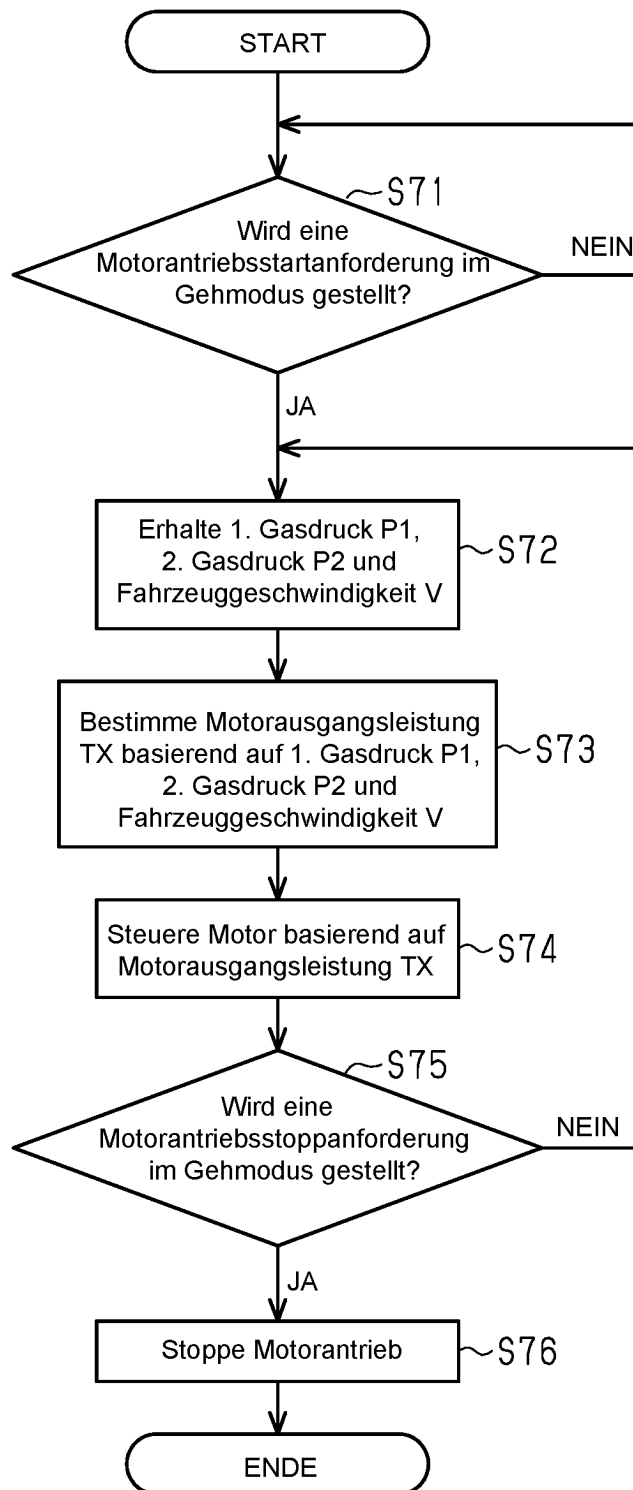 START
S71
Wird eine
Motorantriebsstartanforderung im
Gehmodus gestellt?
NEIN
JA
Erhalte 1. Gasdruck P1,
2. Gasdruck P2 und
Fahrzeuggeschwindigkeit V
S72
Bestimme Motorausgangsleistung
TX basierend auf 1. Gasdruck P1,
2. Gasdruck P2 und
Fahrzeuggeschwindigkeit V
S73
Steuere Motor basierend auf
Motorausgangsleistung TX
S74
S75
Wird eine
Motorantriebsstoppanforderung
im Gehmodus gestellt?
NEIN
JA
Stoppe Motorantrieb
S76
ENDE